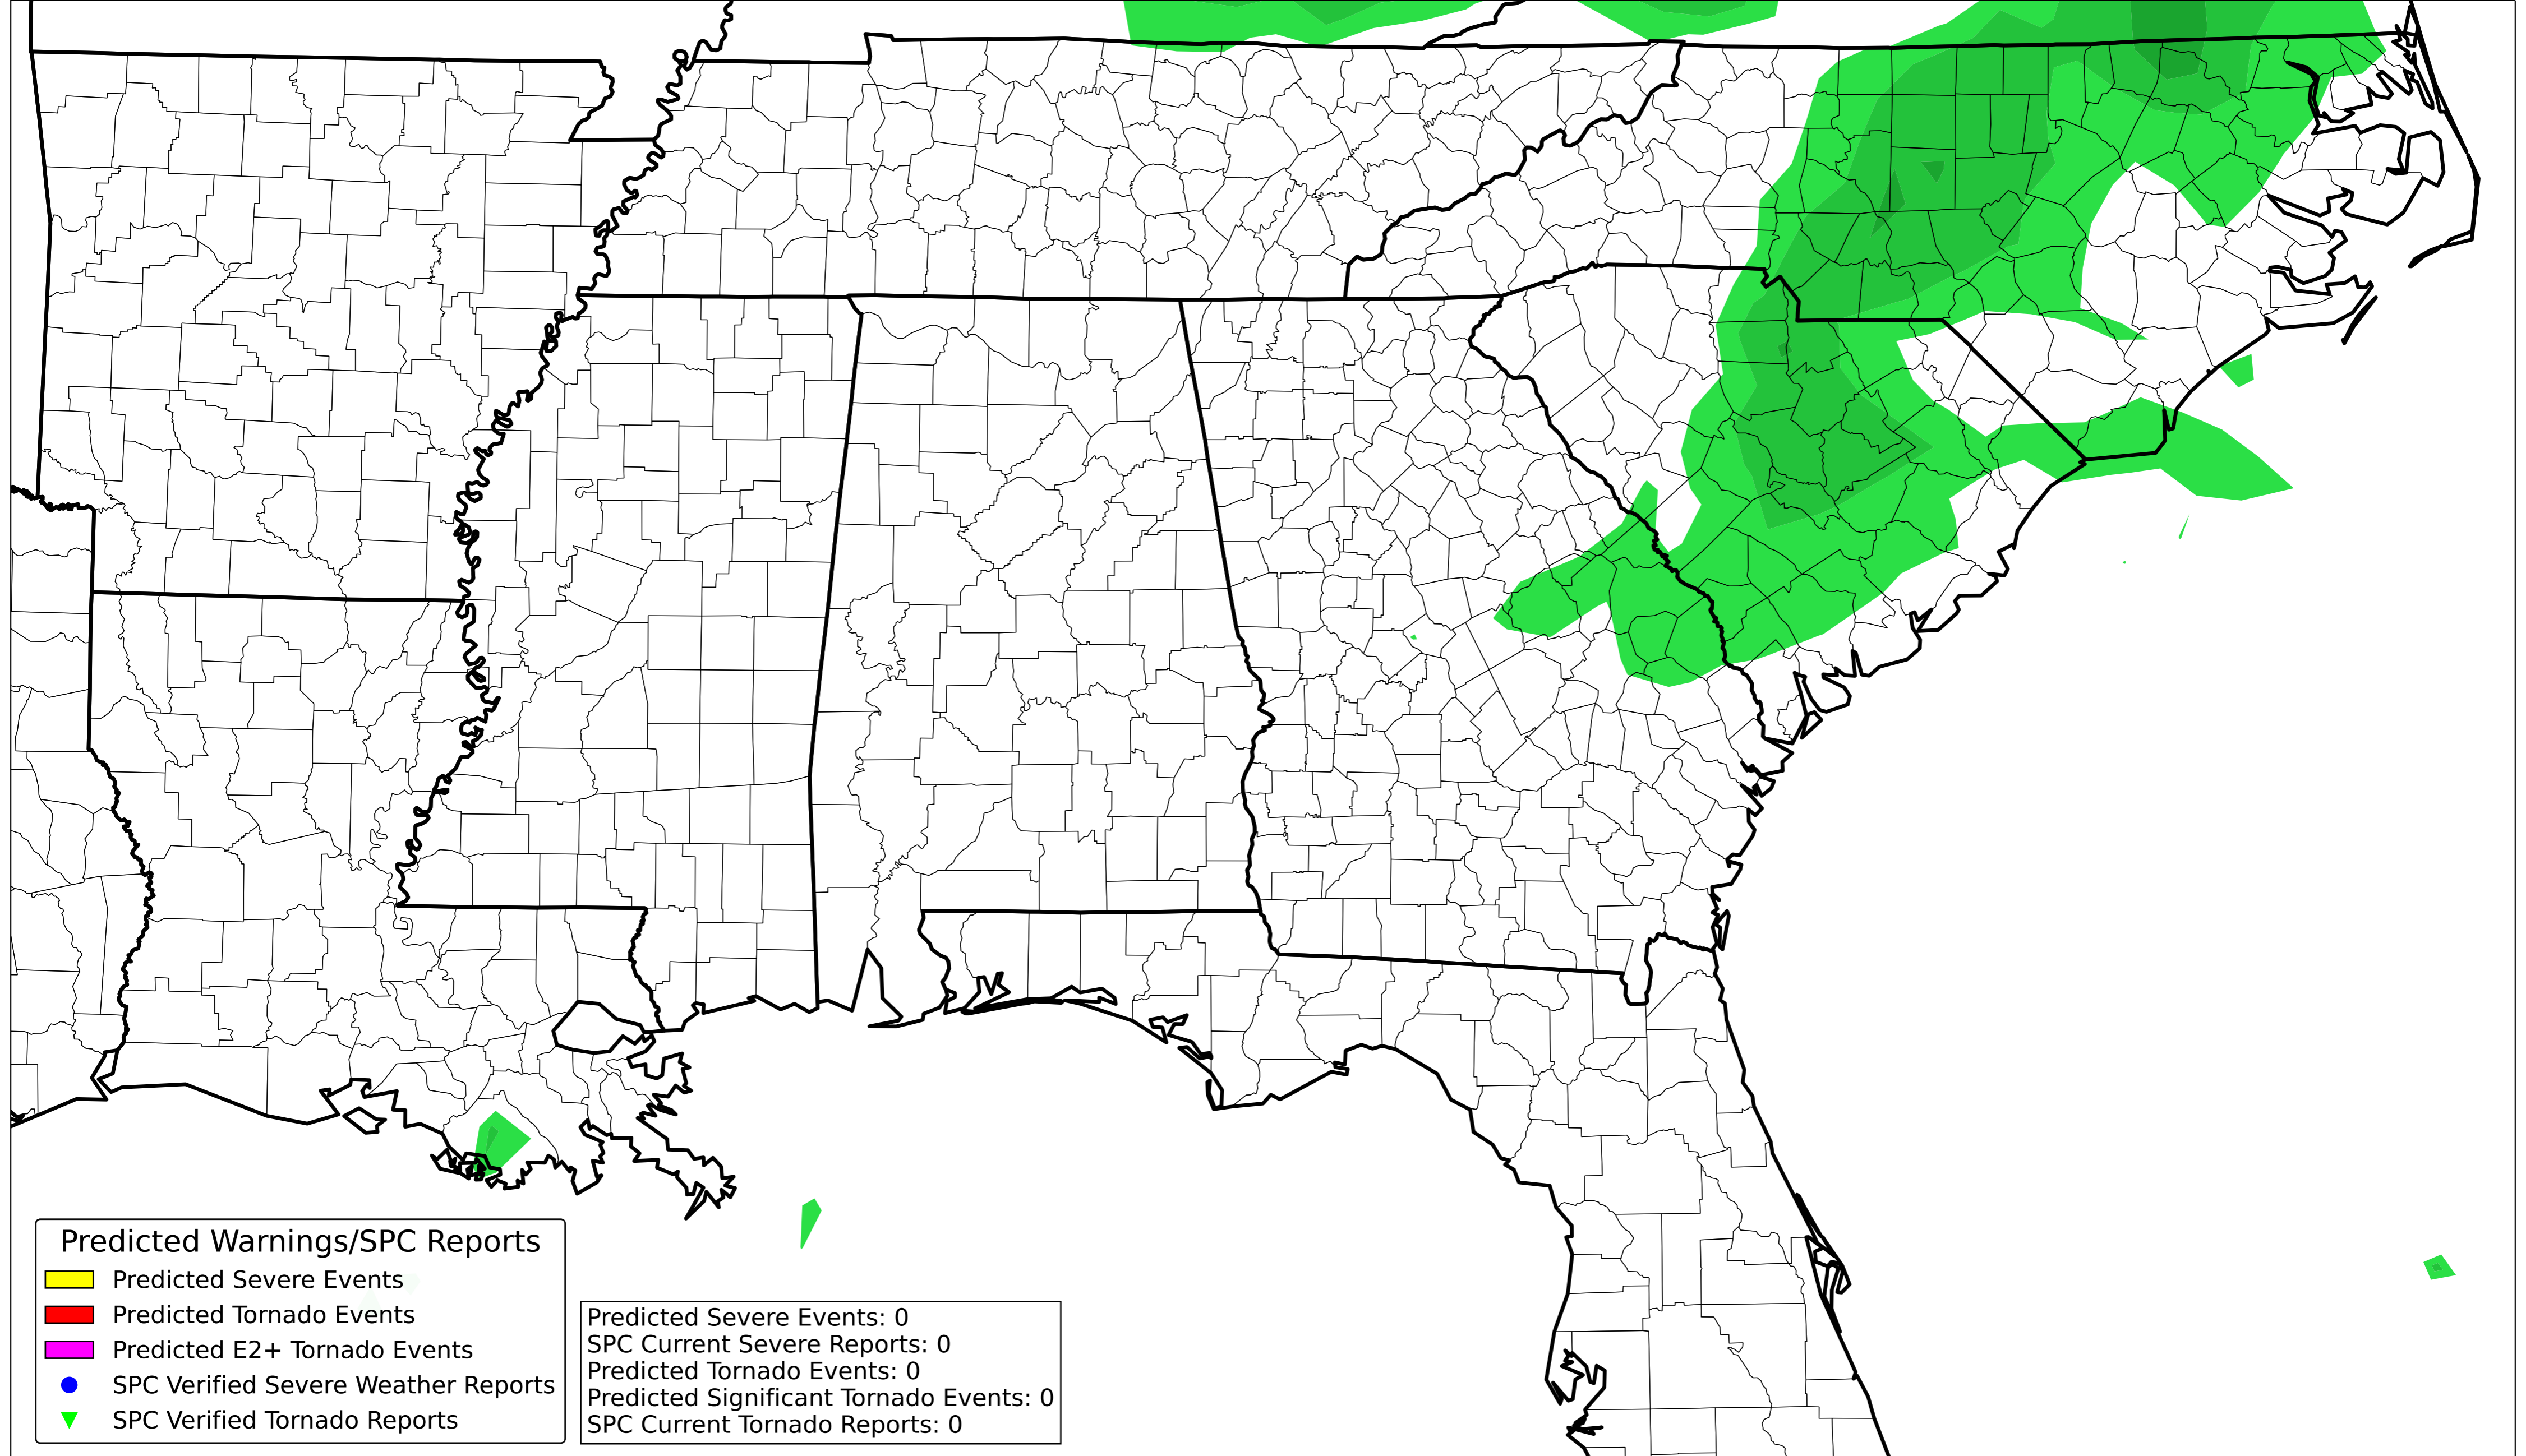 Predicted Warnings/SPC Reports
Predicted Severe Events
Predicted Tornado Events
Predicted E2+ Tornado Events
SPC Verified Severe Weather Reports
SPC Verified Tornado Reports
Predicted Severe Events: 0
SPC Current Severe Reports: 0
Predicted Tornado Events: 0
Predicted Significant Tornado Events: 0
SPC Current Tornado Reports: 0